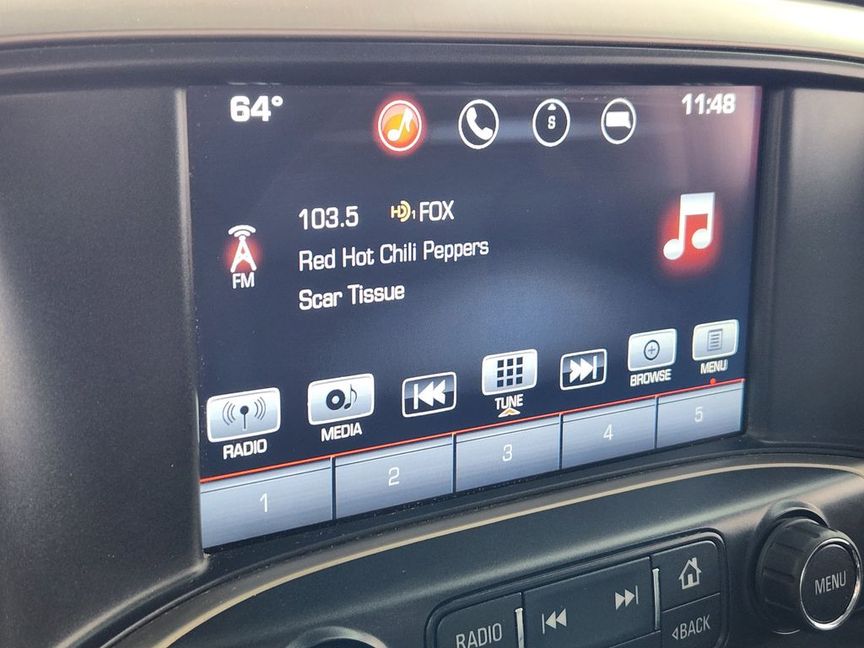 64° S 11:48
103.5 HD1 FOX
FM Red Hot Chili Peppers
Scar Tissue
RADIO MEDIA TUNE BROWSE MENU
1 2 3 4 5
RADIO BACK MENU